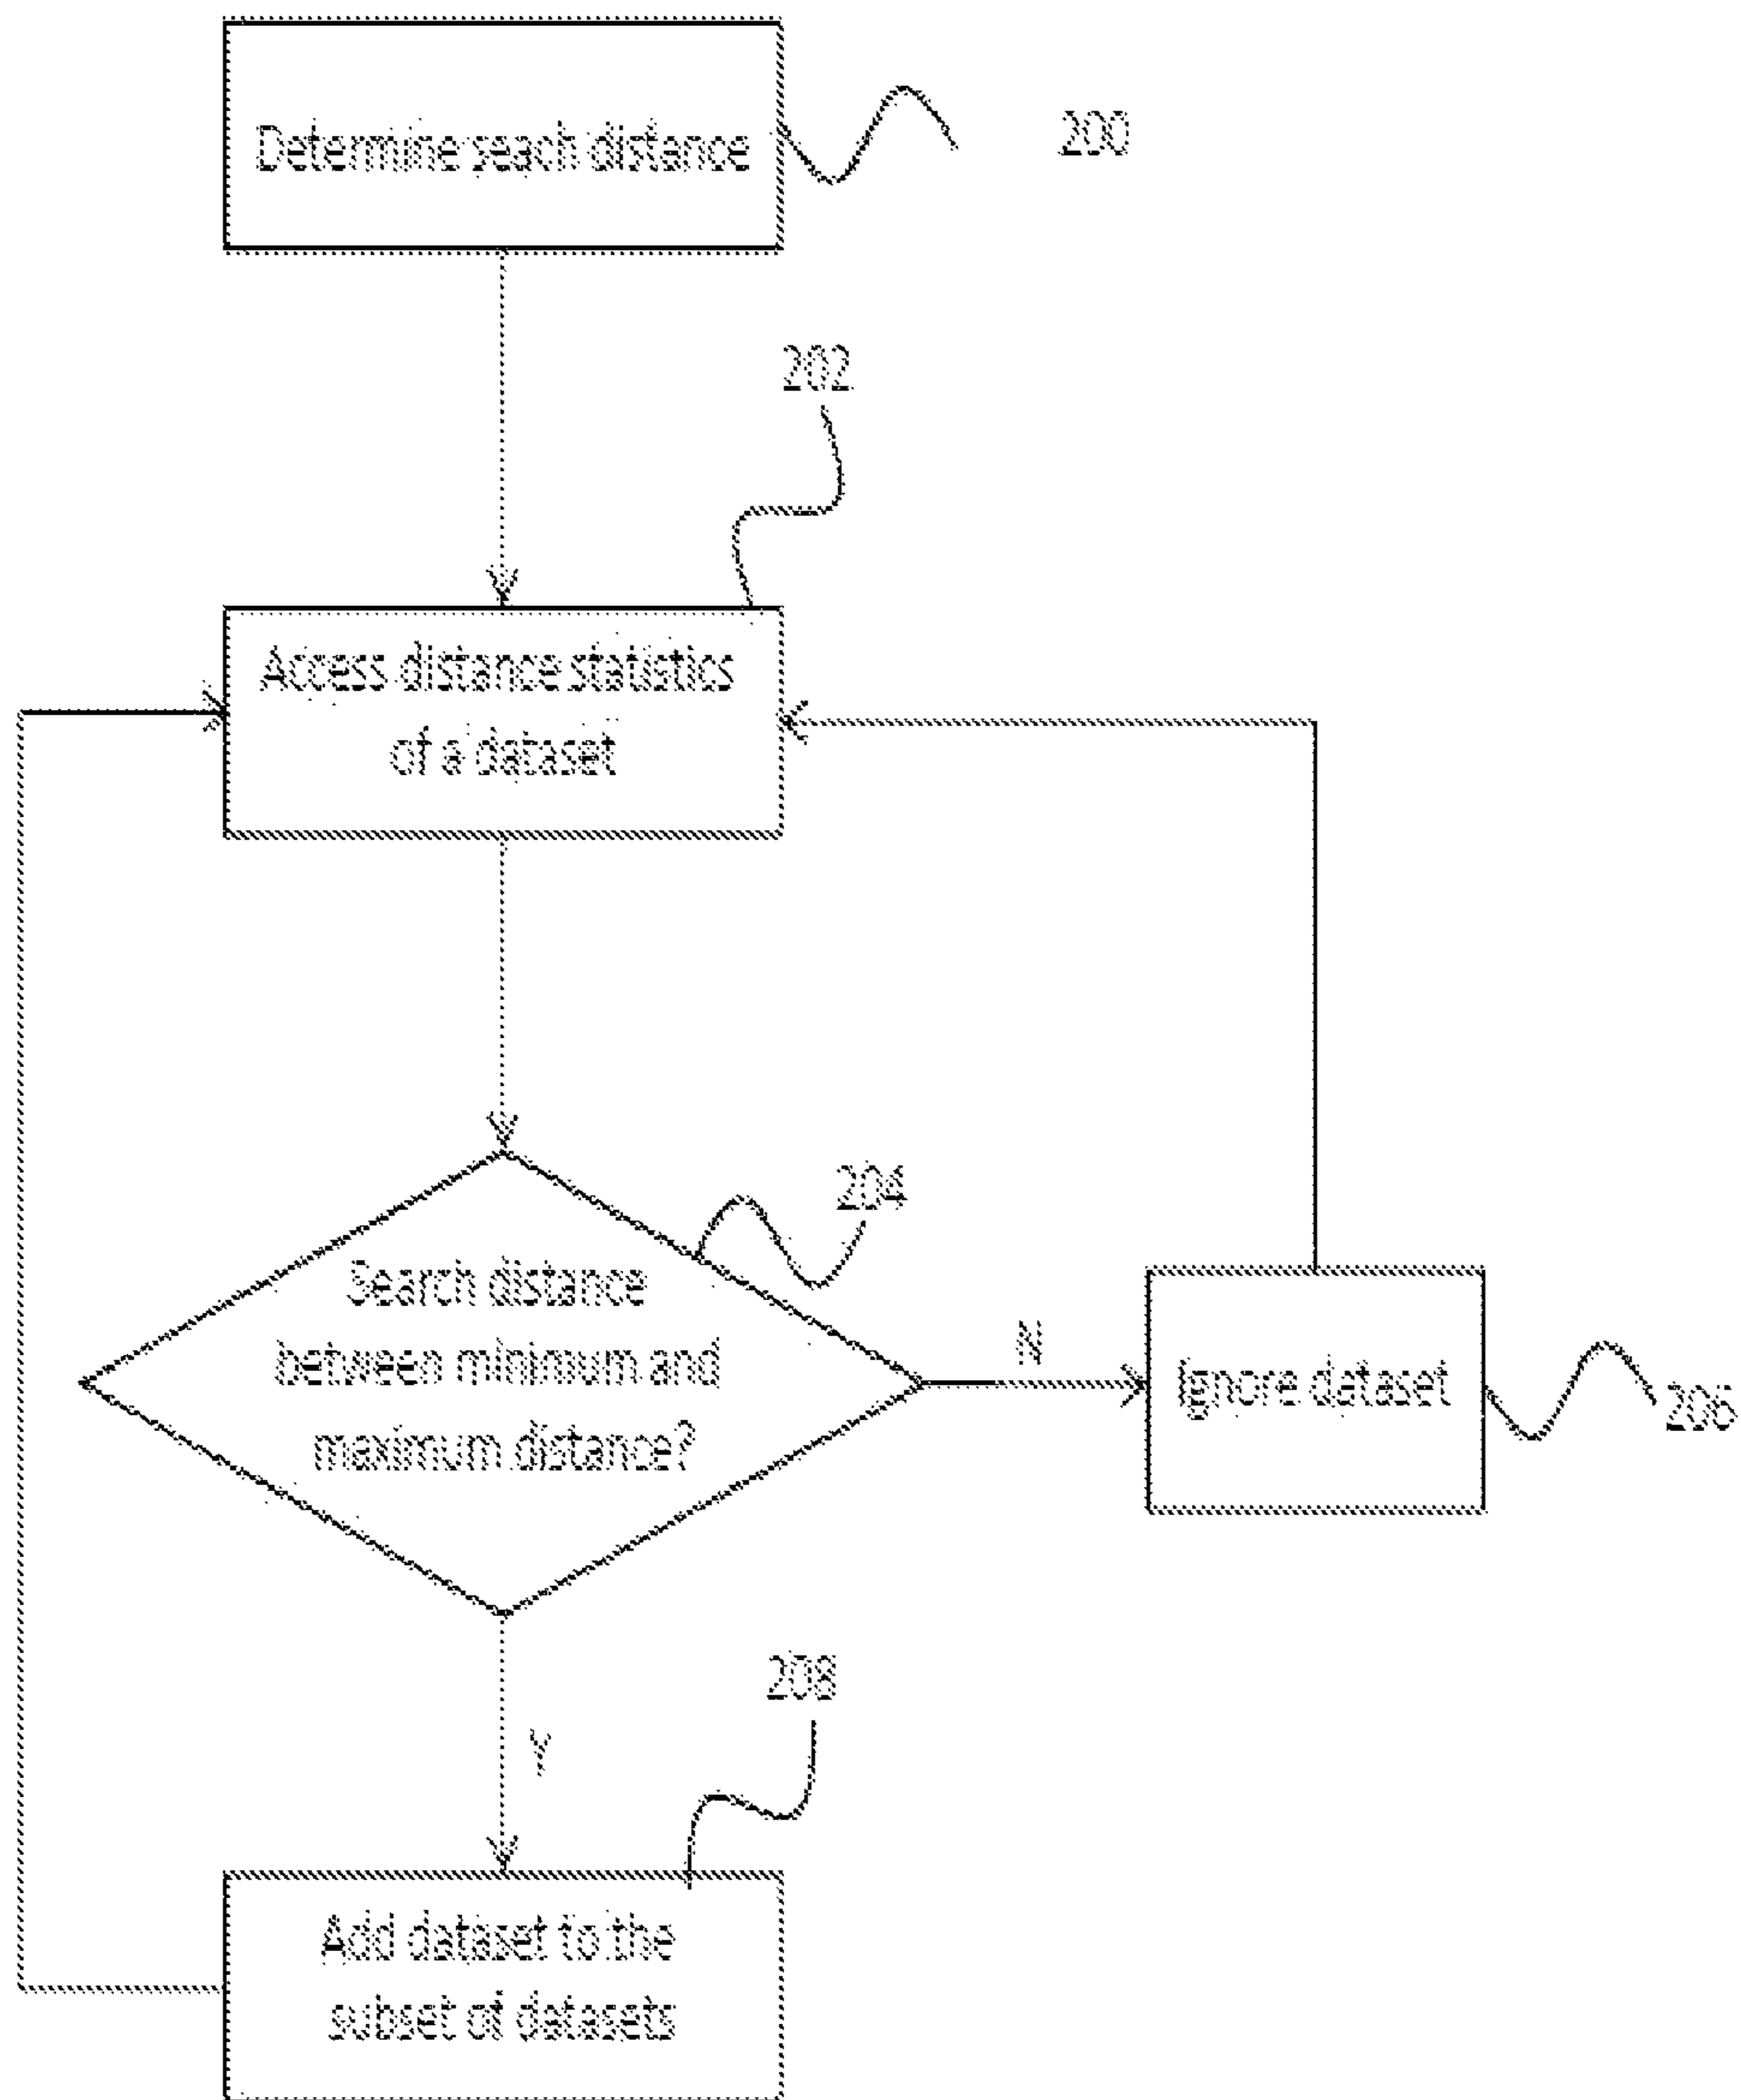 Determine seach distance
200
202
Access distance statistics
of a dataset
204
Search distance
between minimum and
maximum distance?
N
Ignore dataset
206
Y
208
Add dataset to the
subset of datasets